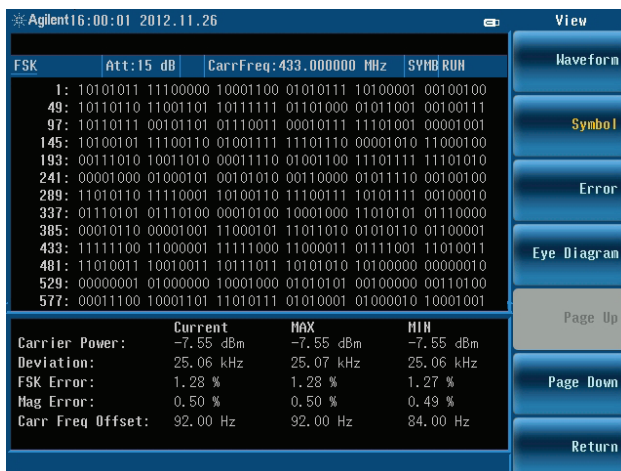 Agilent 16:00:01 2012.11.26 View
FSK Att:15 dB CarrFreq:433.000000 MHz SYMB RUN
1: 10101011 11100000 10001100 01010111 10100001 00100100
49: 10110110 11001101 10111111 01101000 01011001 00100111
97: 10110111 00101101 01110011 00010111 11101001 00001001
145: 10100101 11100110 01001111 11101110 00001010 11000100
193: 00111010 10011010 00011110 01001100 11101111 11101010
241: 00001000 01000101 00101010 00110000 01011110 00100100
289: 11010110 11110001 10100110 11100111 10101111 00100010
337: 01110101 01110100 00010100 10001000 11010101 01110000
385: 00010110 00001001 11000101 11011010 01010110 01100001
433: 11111100 11000001 11111000 11000011 01111001 11010011
481: 11010011 10010011 10111011 10101010 10100000 00000010
529: 00000001 01000000 10001000 01010101 00100000 00110100
577: 00011100 10001101 11010111 01010001 01000010 10001001
Current MAX MIN
Carrier Power: -7.55 dBm -7.55 dBm -7.55 dBm
Deviation: 25.06 kHz 25.07 kHz 25.06 kHz
FSK Error: 1.28 % 1.28 % 1.27 %
Mag Error: 0.50 % 0.50 % 0.49 %
Carr Freq Offset: 92.00 Hz 92.00 Hz 84.00 Hz
Waveform
Symbol
Error
Eye Diagram
Page Up
Page Down
Return